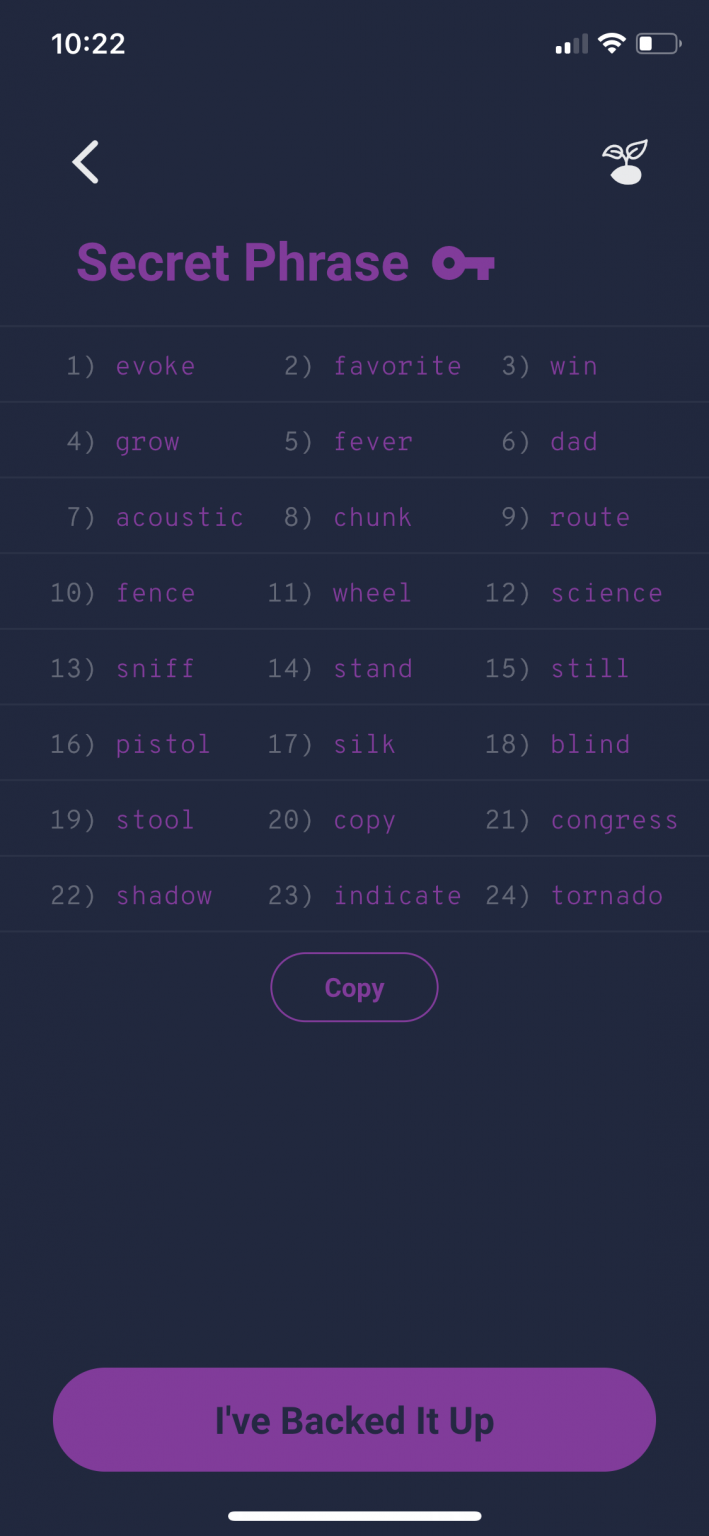 10:22
Secret Phrase
1) evoke 2) favorite 3) win
4) grow 5) fever 6) dad
7) acoustic 8) chunk 9) route
10) fence 11) wheel 12) science
13) sniff 14) stand 15) still
16) pistol 17) silk 18) blind
19) stool 20) copy 21) congress
22) shadow 23) indicate 24) tornado
Copy
I've Backed It Up